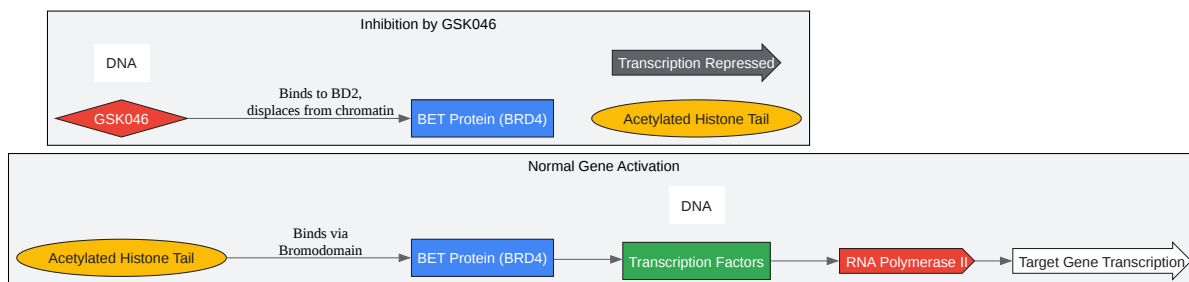 Inhibition by GSK046
DNA
Transcription Repressed
Binds to BD2,
displaces from chromatin
GSK046
BET Protein (BRD4)
Acetylated Histone Tail
Normal Gene Activation
DNA
Binds via
Bromodomain
Acetylated Histone Tail
BET Protein (BRD4)
Transcription Factors
RNA Polymerase II
Target Gene Transcription